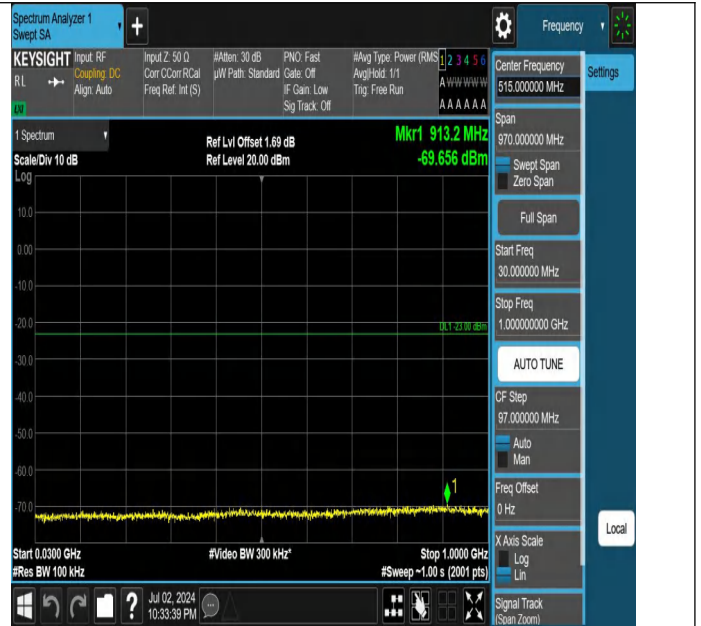 Spectrum Analyzer 1
Swept SA
+
Frequency
KEYSIGHT
RL
LXI
Input: RF
Coupling: DC
Align: Auto
Input Z: 50 Ω
Corr CCorr RCal
Freq Ref: Int (S)
#Atten: 30 dB
µW Path: Standard
PNO: Fast
Gate: Off
IF Gain: Low
Sig Track: Off
#Avg Type: Power (RMS
Avg|Hold: 1/1
Trig: Free Run
1 2 3 4 5 6
A W W W W W
A A A A A A
1 Spectrum
Scale/Div 10 dB
Log
Ref Lvl Offset 1.69 dB
Ref Level 20.00 dBm
Mkr1 913.2 MHz
-69.656 dBm
10.0
0.00
-10.0
-20.0
-30.0
-40.0
-50.0
-60.0
-70.0
DL1 -23.00 dBm
1
Start 0.0300 GHz
#Res BW 100 kHz
#Video BW 300 kHz*
Stop 1.0000 GHz
#Sweep ~1.00 s (2001 pts)
Center Frequency
515.000000 MHz
Settings
Span
970.000000 MHz
Swept Span
Zero Span
Full Span
Start Freq
30.000000 MHz
Stop Freq
1.000000000 GHz
AUTO TUNE
CF Step
97.000000 MHz
Auto
Man
Freq Offset
0 Hz
X Axis Scale
Log
Lin
Signal Track
(Span Zoom)
Local
?
Jul 02, 2024
10:33:39 PM